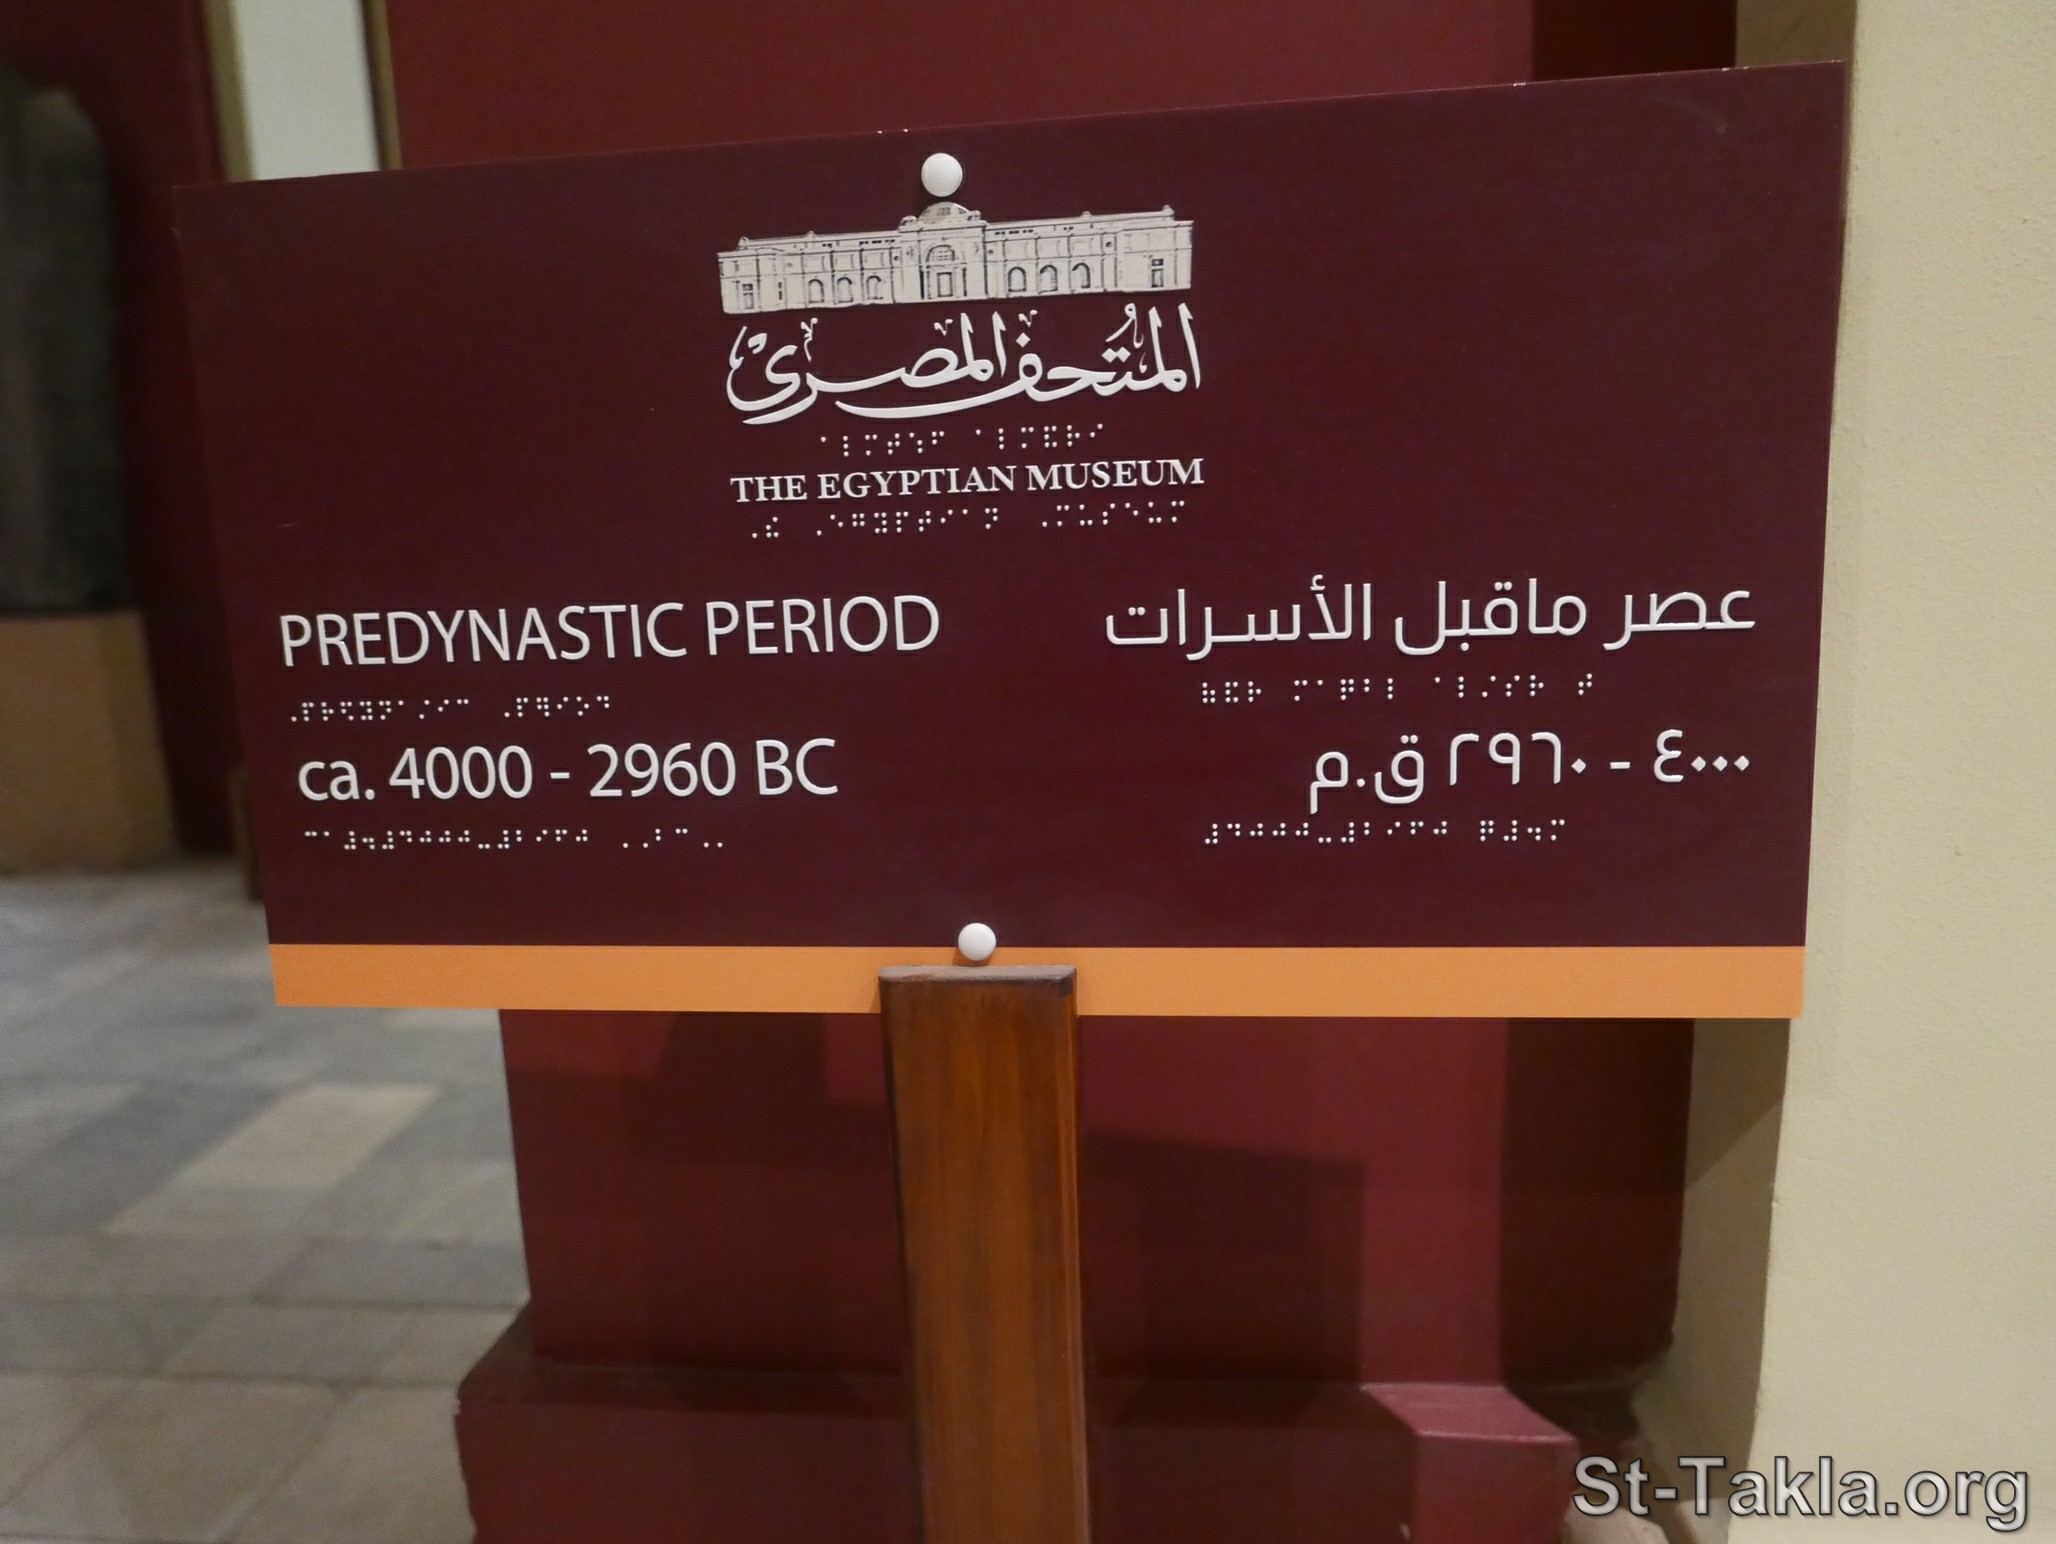 المتحف المصرى
THE EGYPTIAN MUSEUM
PREDYNASTIC PERIOD
ca. 4000 - 2960 BC
عصر ماقبل الأسرات
٤٠٠٠ - ٢٩٦٠ ق.م
St-Takla.org